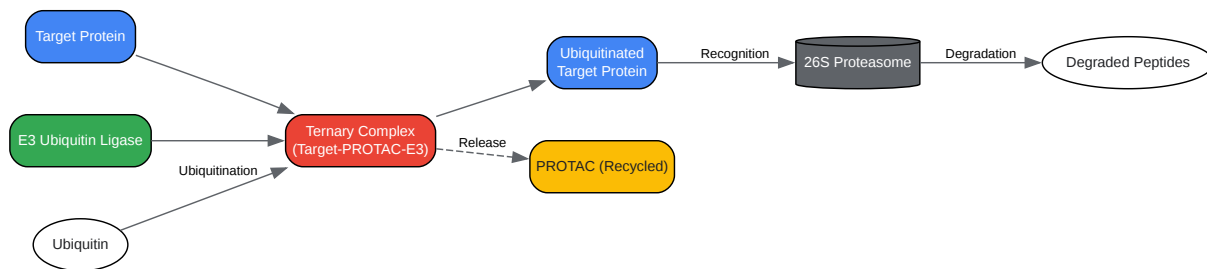 Target Protein
E3 Ubiquitin Ligase
Ubiquitin
Ubiquitination
Ternary Complex
(Target-PROTAC-E3)
Release
Ubiquitinated
Target Protein
PROTAC (Recycled)
Recognition
26S Proteasome
Degradation
Degraded Peptides